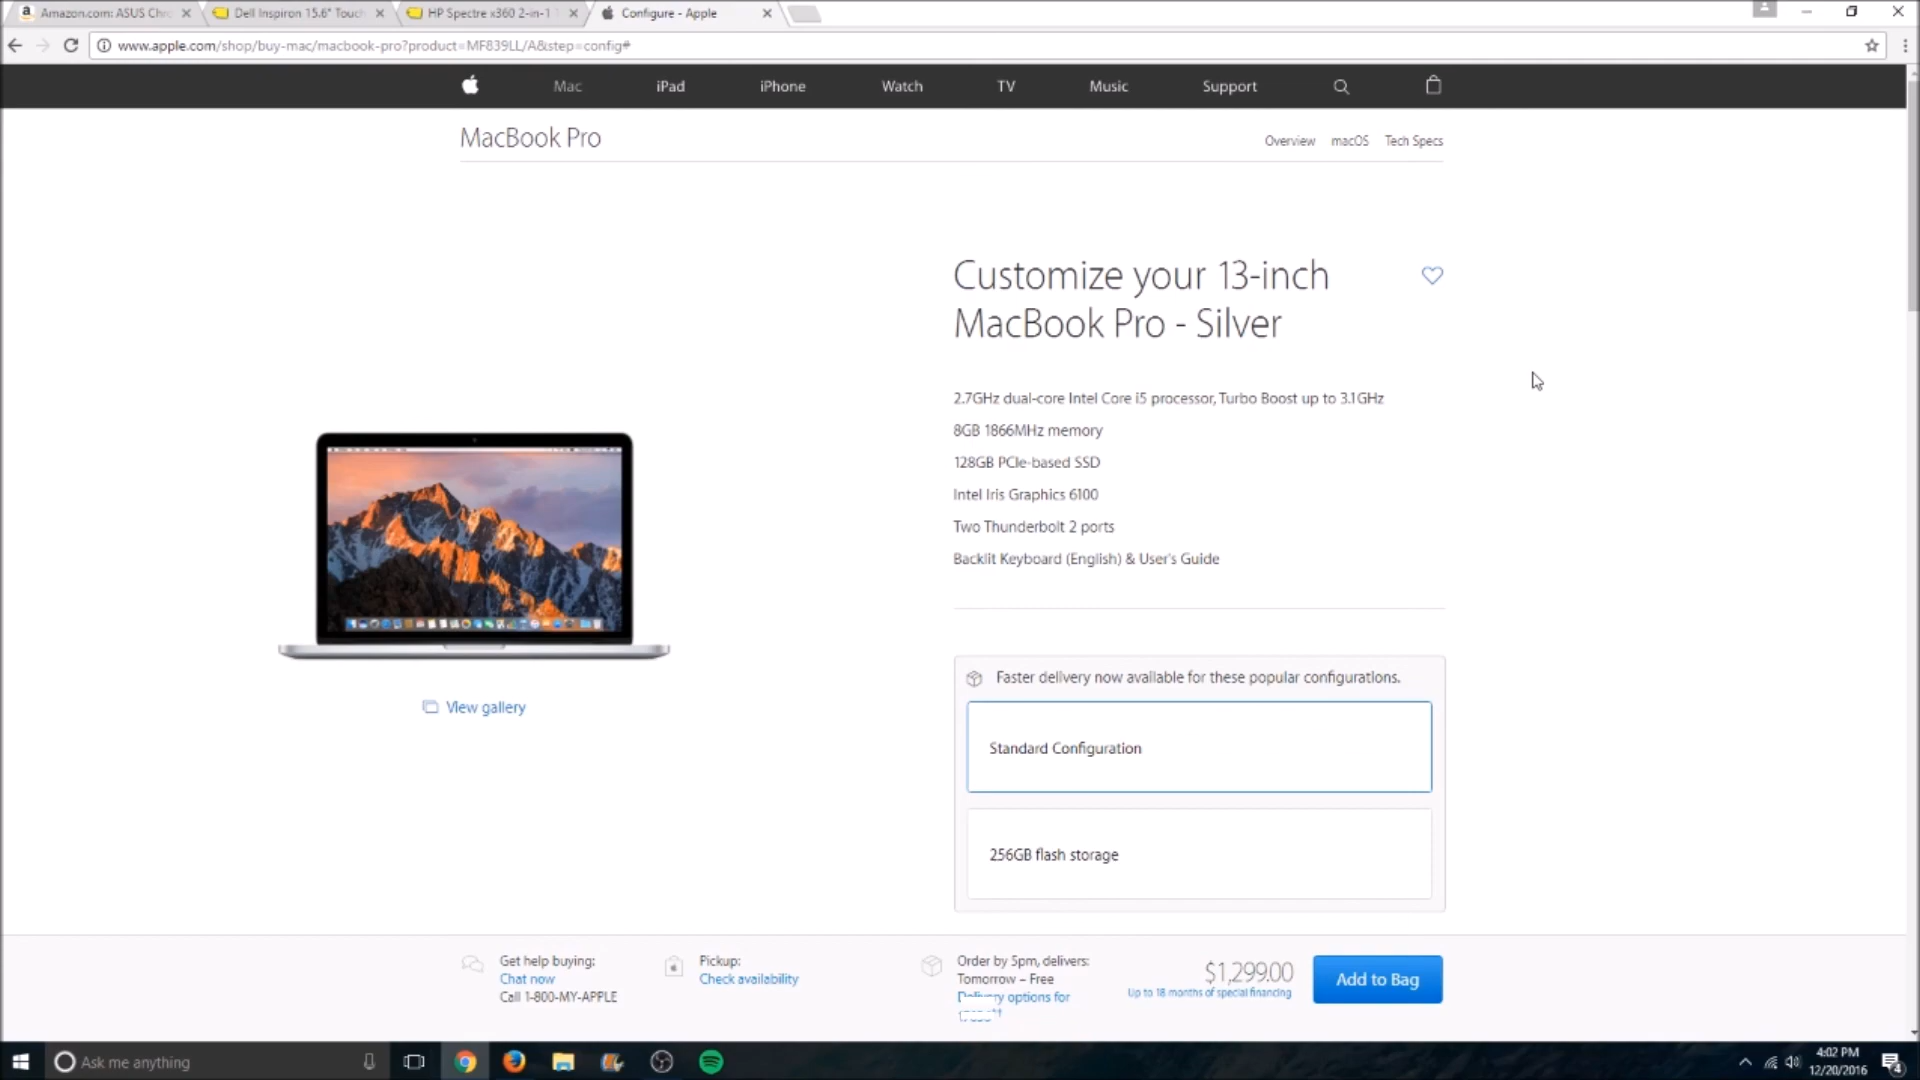 Amazon.com: ASUS Chr
Dell Inspiron 15.6" Touch
HP Spectre x360 2-in-1
Configure - Apple
www.apple.com/shop/buy-mac/macbook-pro?product=MF839LL/A&step=config#
Mac iPad iPhone Watch TV Music Support
MacBook Pro
Overview macOS Tech Specs
Customize your 13-inch
MacBook Pro - Silver
2.7GHz dual-core Intel Core i5 processor, Turbo Boost up to 3.1GHz
8GB 1866MHz memory
128GB PCIe-based SSD
Intel Iris Graphics 6100
Two Thunderbolt 2 ports
Backlit Keyboard (English) & User's Guide
View gallery
Faster delivery now available for these popular configurations.
Standard Configuration
256GB flash storage
Get help buying:
Chat now
Call 1-800-MY-APPLE
Pickup:
Check availability
Order by 5pm, delivers:
Tomorrow – Free
Delivery options for
$1,299.00
Up to 18 months of special financing
Add to Bag
Ask me anything
4:02 PM
12/20/2016
4